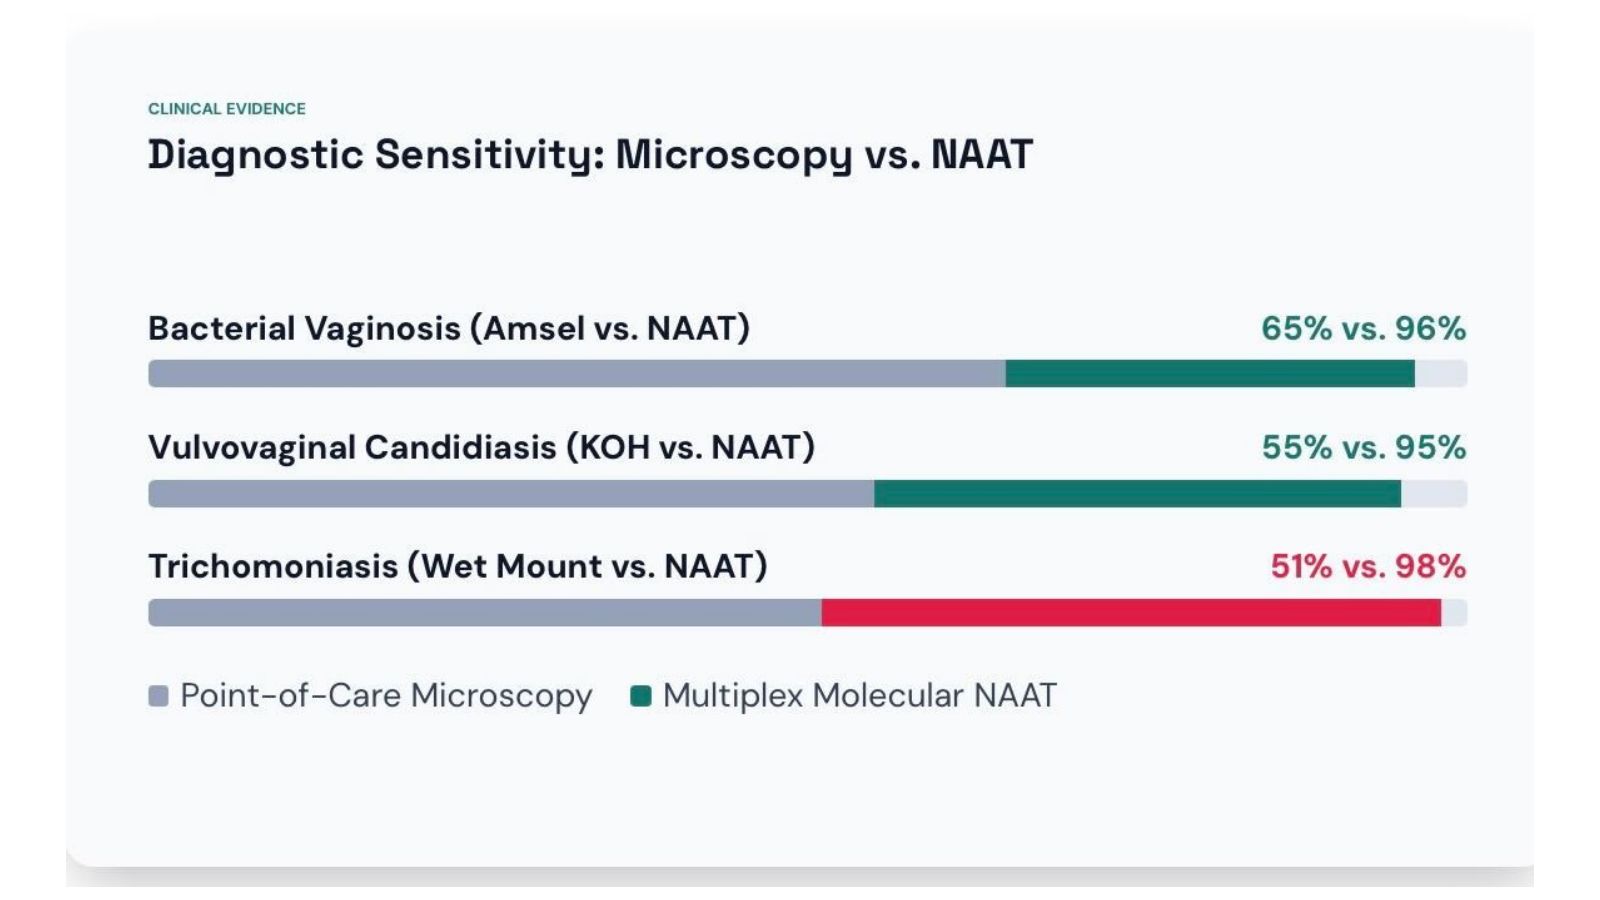 CLINICAL EVIDENCE
Diagnostic Sensitivity: Microscopy vs. NAAT
Bacterial Vaginosis (Amsel vs. NAAT) 65% vs. 96%
Vulvovaginal Candidiasis (KOH vs. NAAT) 55% vs. 95%
Trichomoniasis (Wet Mount vs. NAAT) 51% vs. 98%
Point-of-Care Microscopy Multiplex Molecular NAAT